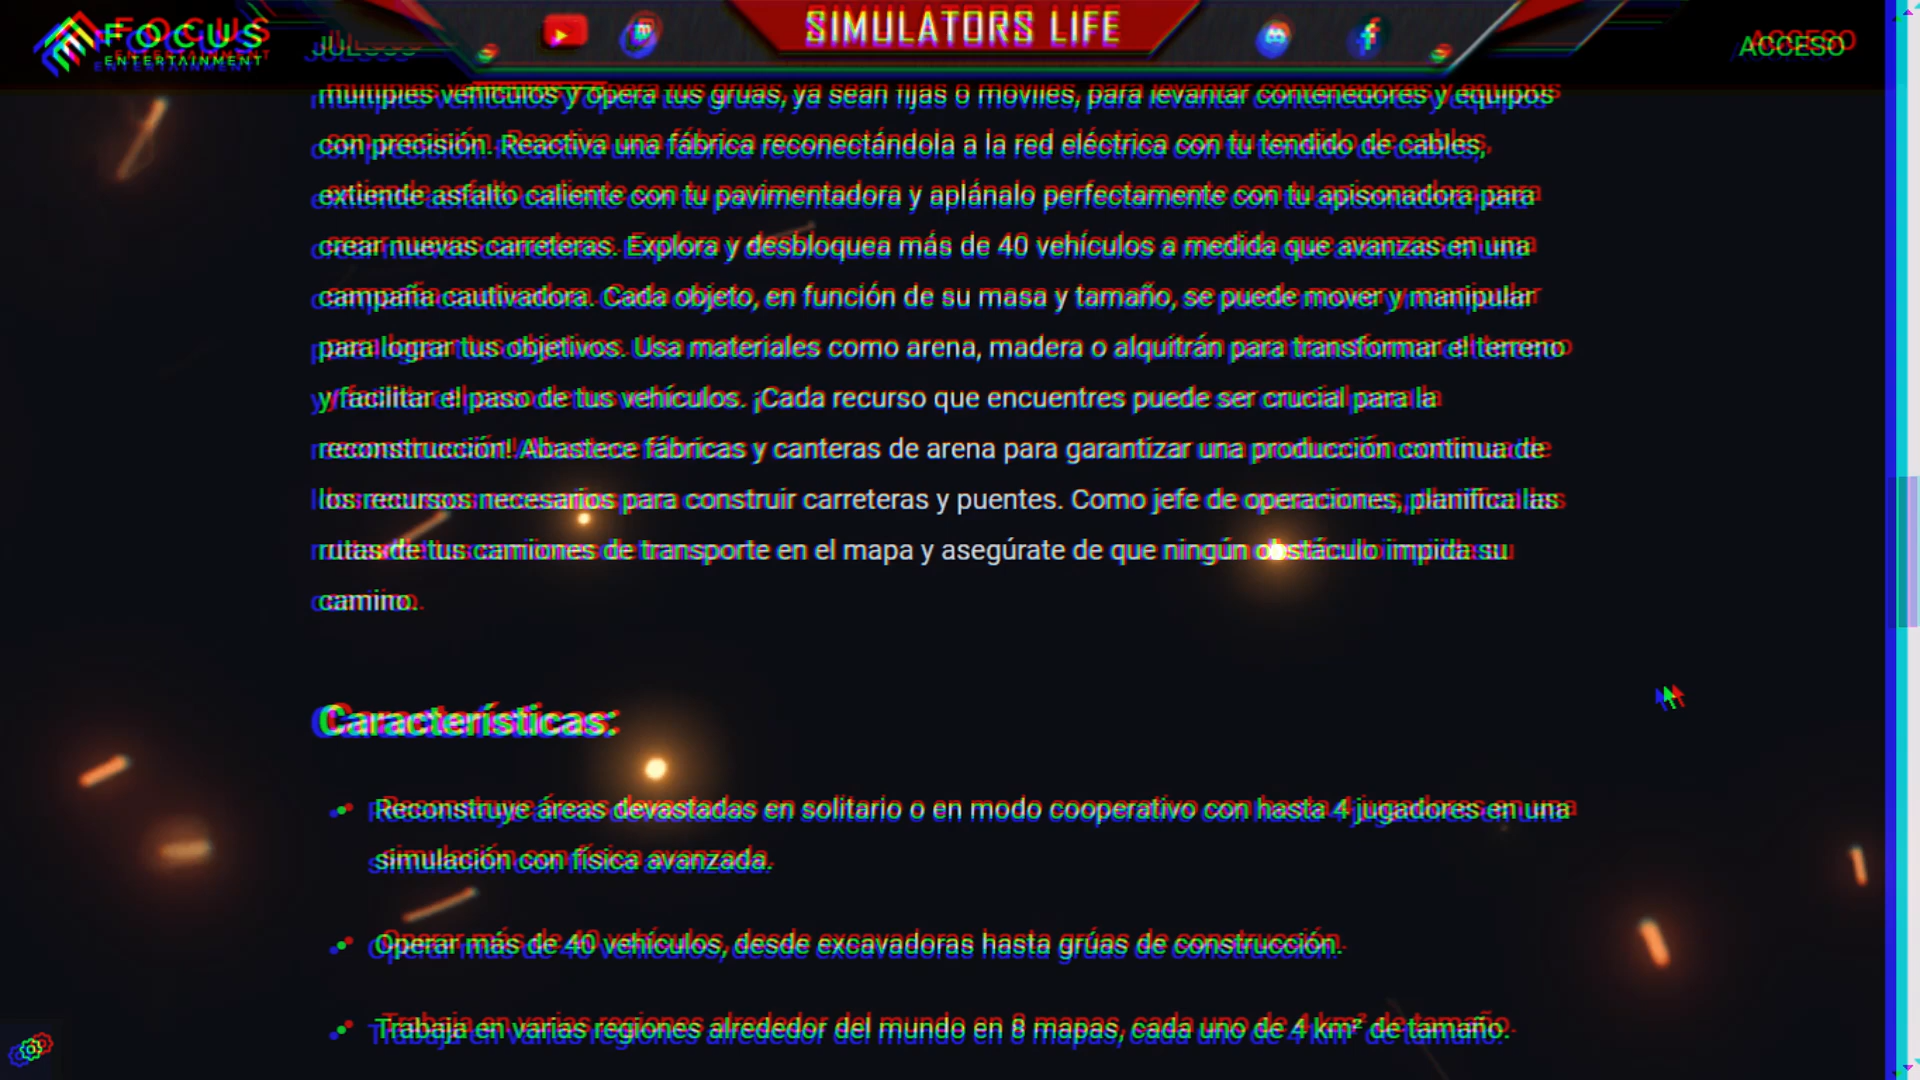 FOCUS
ENTERTAINMENT
JUEGOS
SIMULATORS LIFE
ACCESO
múltiples vehículos y opera tus grúas, ya sean fijas o móviles, para levantar contenedores y equipos
con precisión. Reactiva una fábrica reconectándola a la red eléctrica con tu tendido de cables,
extiende asfalto caliente con tu pavimentadora y aplánalo perfectamente con tu apisonadora para
crear nuevas carreteras. Explora y desbloquea más de 40 vehículos a medida que avanzas en una
campaña cautivadora. Cada objeto, en función de su masa y tamaño, se puede mover y manipular
para lograr tus objetivos. Usa materiales como arena, madera o alquitrán para transformar el terreno
y facilitar el paso de tus vehículos. ¡Cada recurso que encuentres puede ser crucial para la
reconstrucción! Abastece fábricas y canteras de arena para garantizar una producción continua de
los recursos necesarios para construir carreteras y puentes. Como jefe de operaciones, planifica las
rutas de tus camiones de transporte en el mapa y asegúrate de que ningún obstáculo impida su
camino.
Características:
• Reconstruye áreas devastadas en solitario o en modo cooperativo con hasta 4 jugadores en una
simulación con física avanzada.
• Operar más de 40 vehículos, desde excavadoras hasta grúas de construcción.
• Trabaja en varias regiones alrededor del mundo en 8 mapas, cada uno de 4 km² de tamaño.